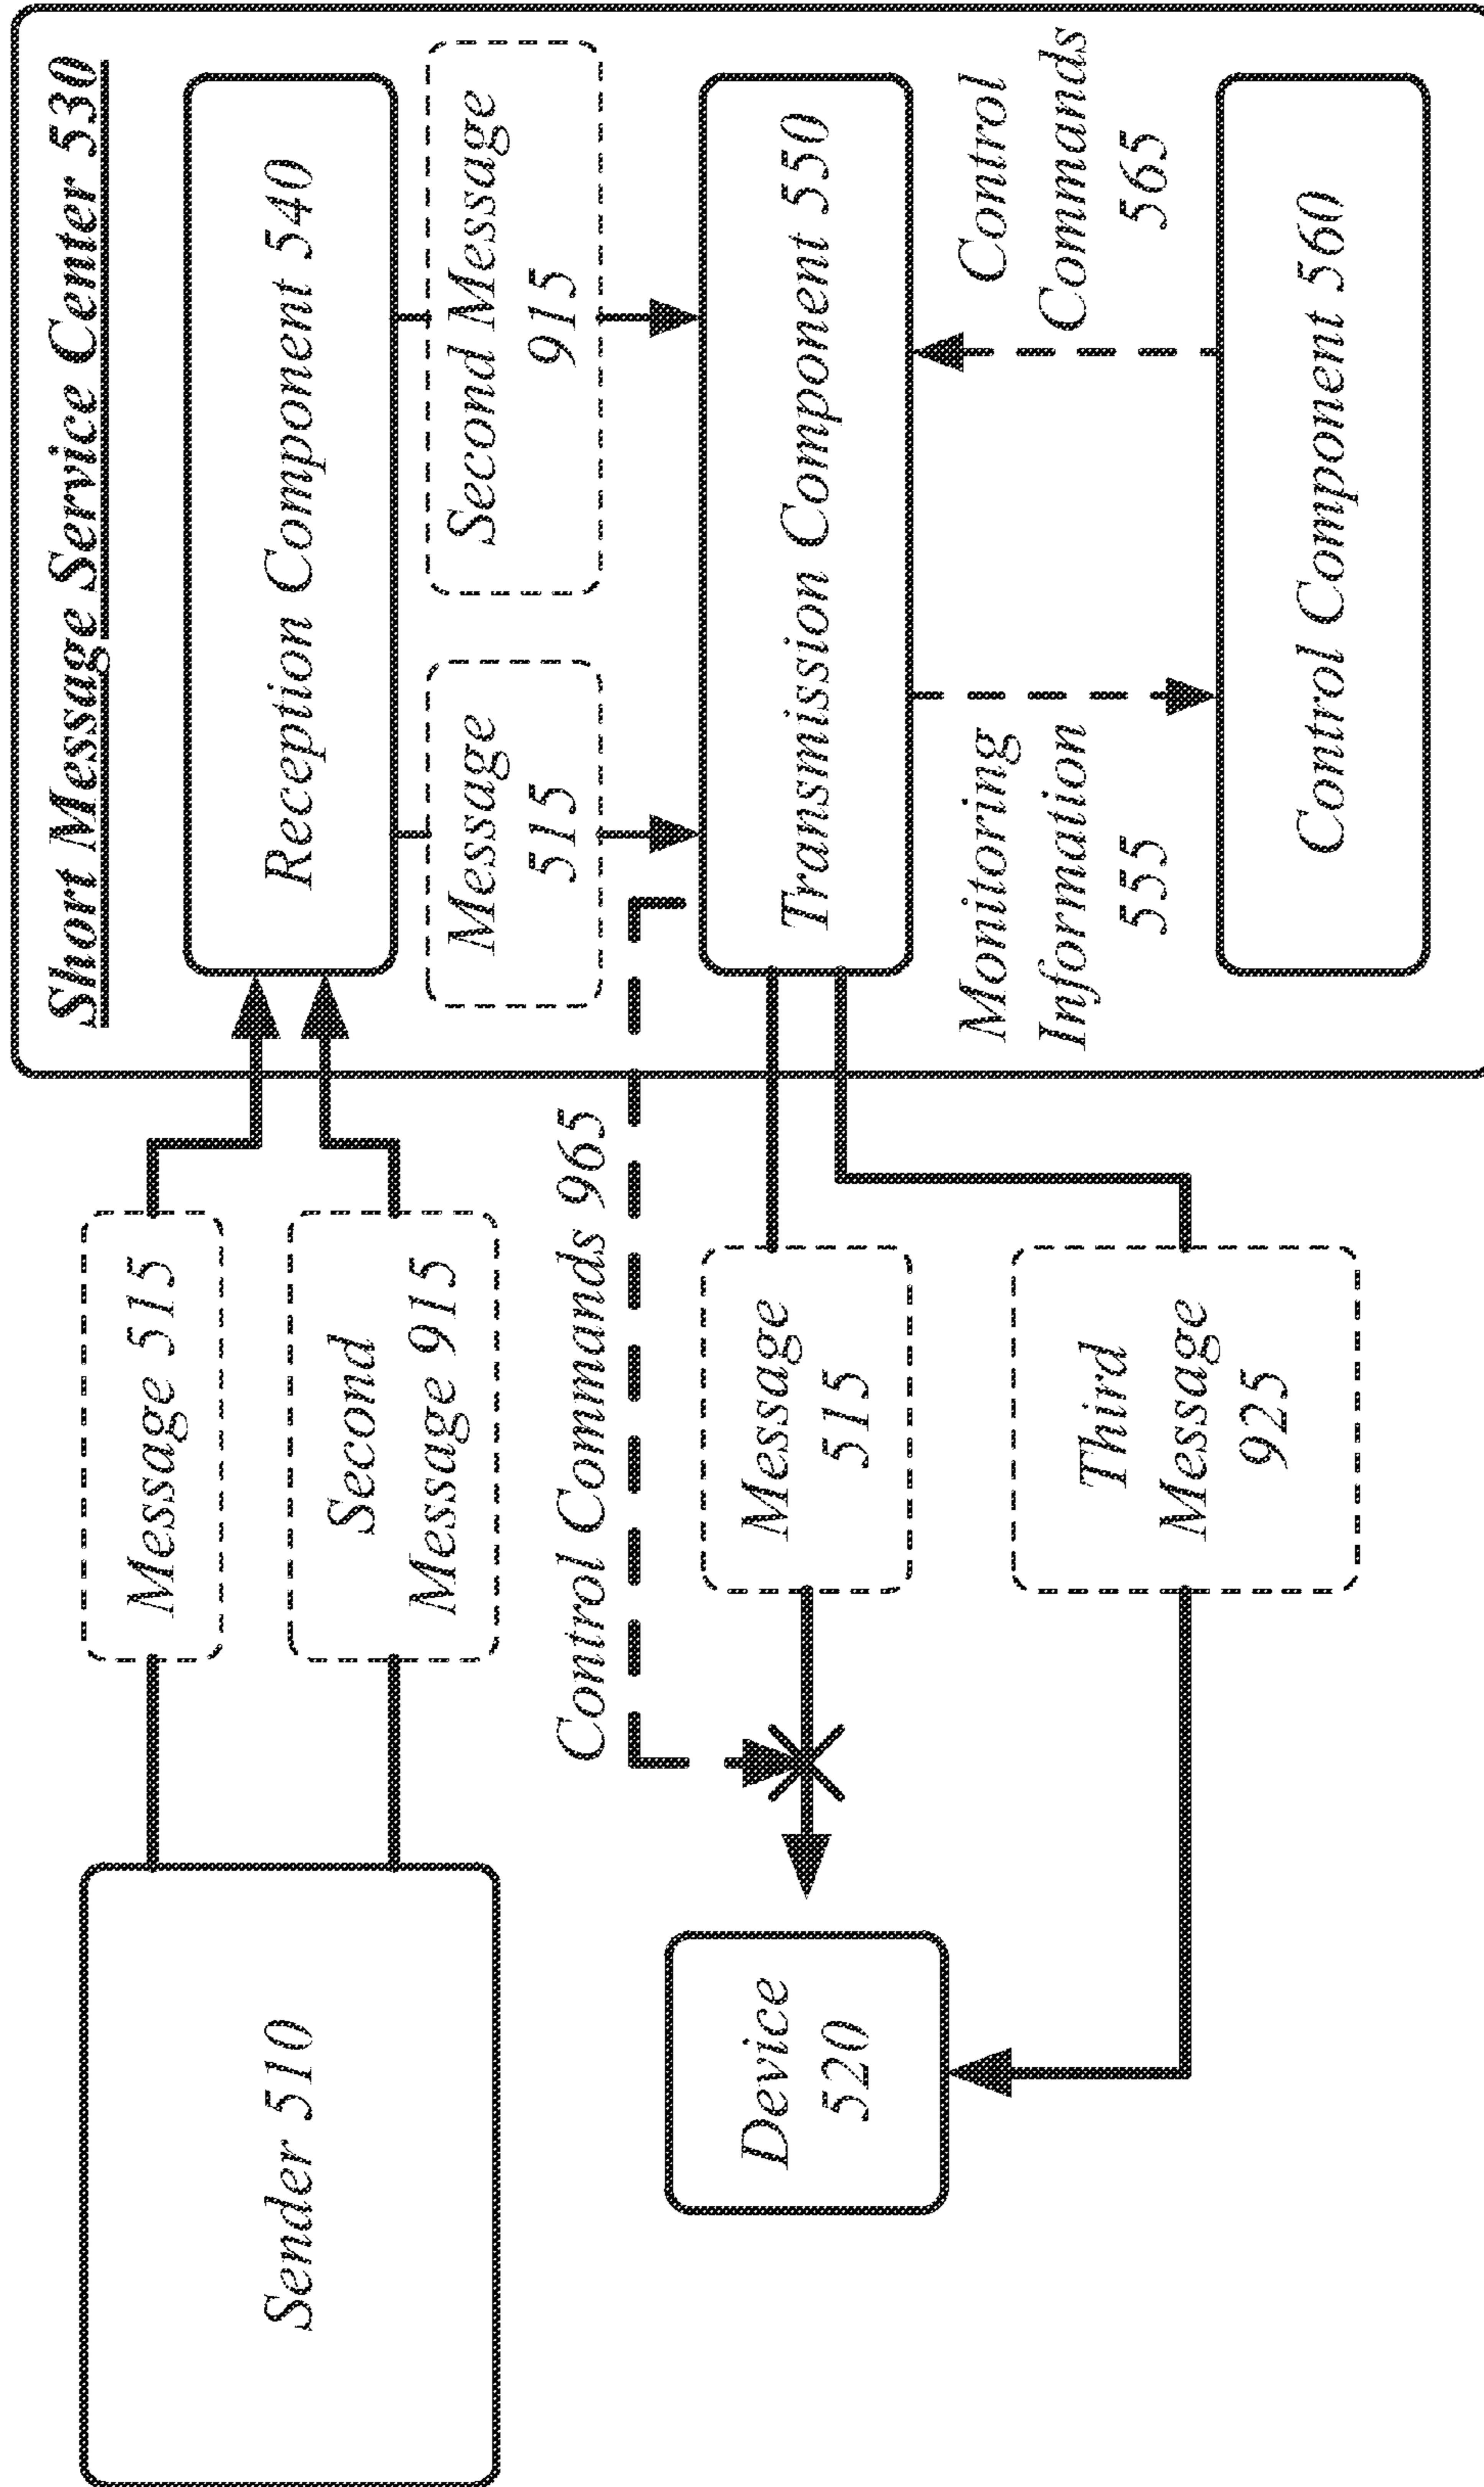 Short Message Service Center 530
Sender 510
Message 515
Second
Message 915
Reception Component 540
Message
515
Second Message
915
Control Commands 965
Device
520
Message
515
Transmission Component 550
Third
Message
925
Monitoring
Information
555
Control
Commands
565
Control Component 560